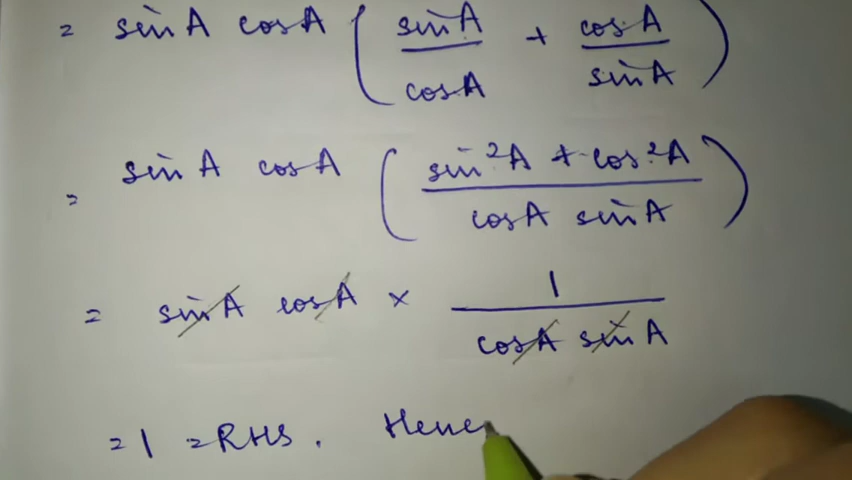 = sinA cosA ( sinA/cosA + cosA/sinA )
= sinA cosA ( sin²A + cos²A / cosA sinA )
= sinA cosA × 1 / cosA sinA
= 1 = RHS. Henc